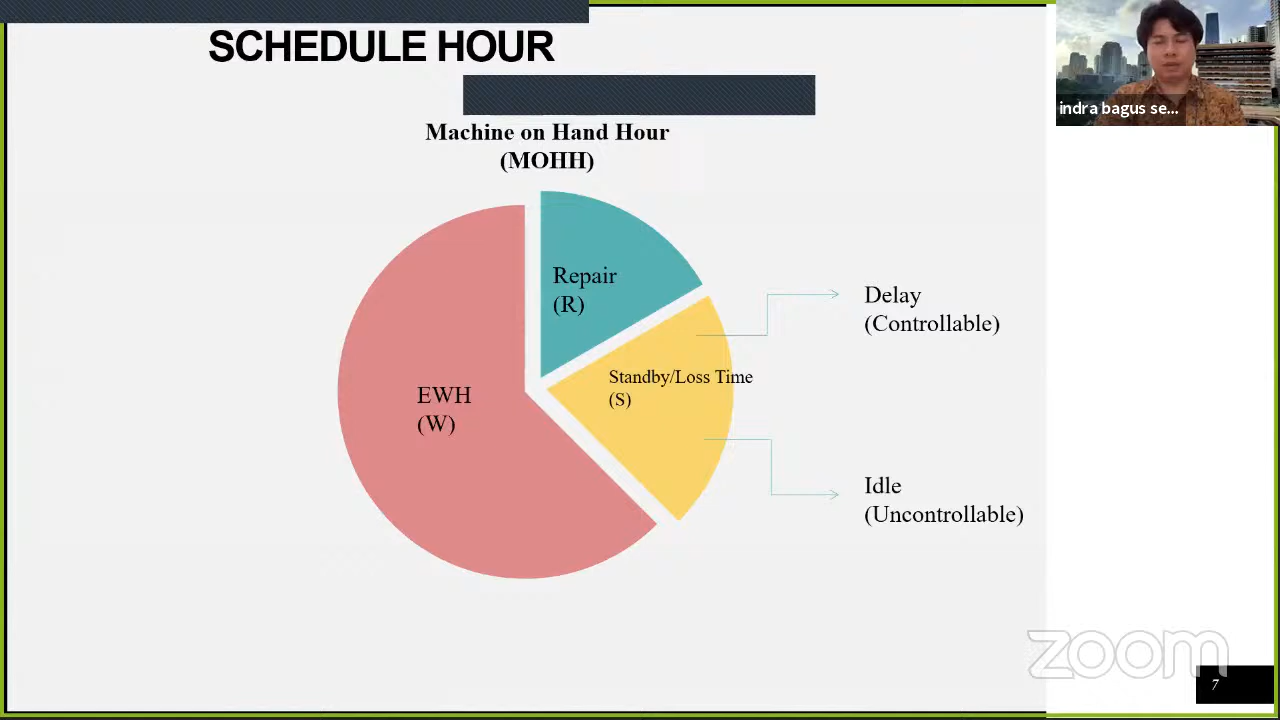 SCHEDULE HOUR
indra bagus se...
Machine on Hand Hour
(MOHH)
Repair
(R)
Delay
(Controllable)
Standby/Loss Time
(S)
EWH
(W)
Idle
(Uncontrollable)
zoom
7